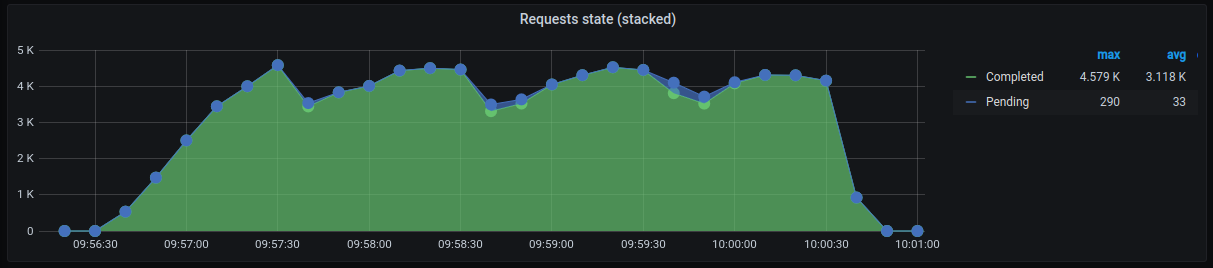 Requests state (stacked)
5 K
4 K
3 K
2 K
1 K
0
09:56:30 09:57:00 09:57:30 09:58:00 09:58:30 09:59:00 09:59:30 10:00:00 10:00:30 10:01:00
max avg
Completed 4.579 K 3.118 K
Pending 290 33